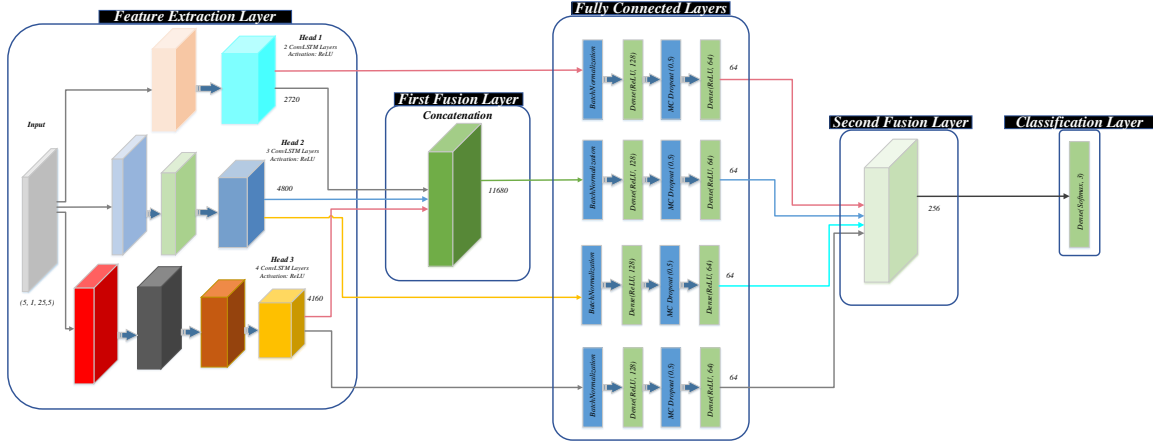 Feature Extraction Layer
Input
(5, 1, 25,5)
Head 1
2 ConvLSTM Layers
Activation: ReLU
2720
Head 2
3 ConvLSTM Layers
Activation: ReLU
4800
Head 3
4 ConvLSTM Layers
Activation: ReLU
4160
First Fusion Layer
Concatenation
11680
Fully Connected Layers
BatchNormalization
Dense(ReLU, 128)
MC Dropout (0.5)
Dense(ReLU, 64)
64
BatchNormalization
Dense(ReLU, 128)
MC Dropout (0.5)
Dense(ReLU, 64)
64
BatchNormalization
Dense(ReLU, 128)
MC Dropout (0.5)
Dense(ReLU, 64)
64
BatchNormalization
Dense(ReLU, 128)
MC Dropout (0.5)
Dense(ReLU, 64)
64
Second Fusion Layer
256
Classification Layer
Dense(Softmax, 3)